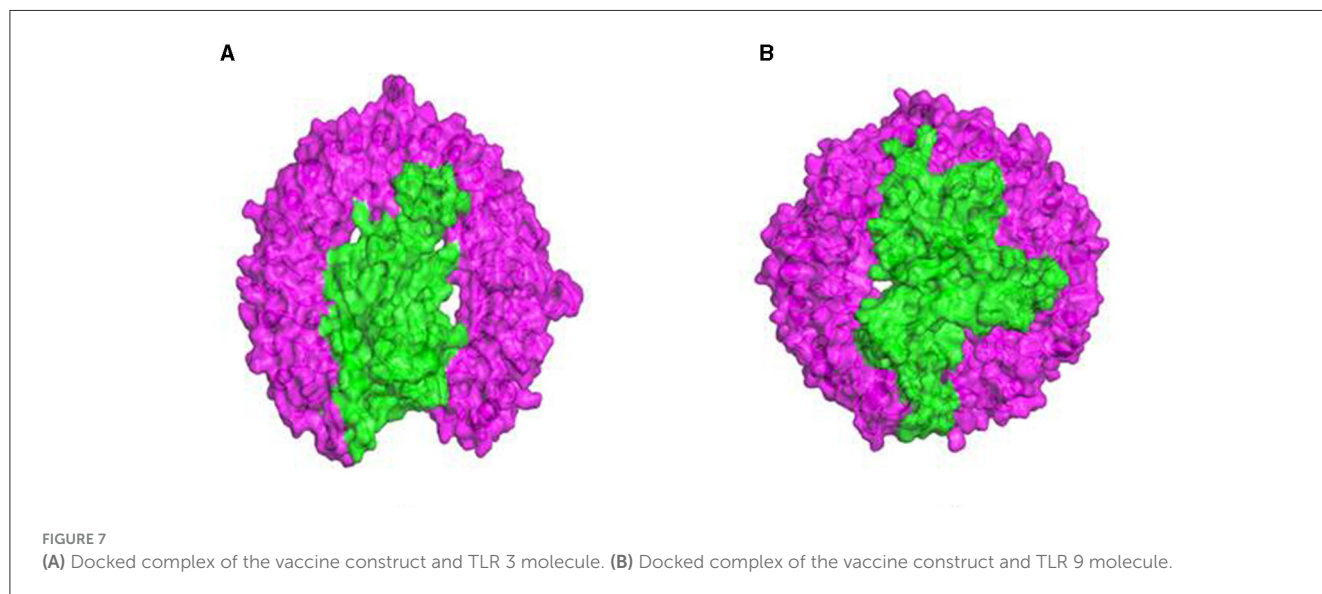 A
B
FIGURE 7
(A) Docked complex of the vaccine construct and TLR 3 molecule. (B) Docked complex of the vaccine construct and TLR 9 molecule.